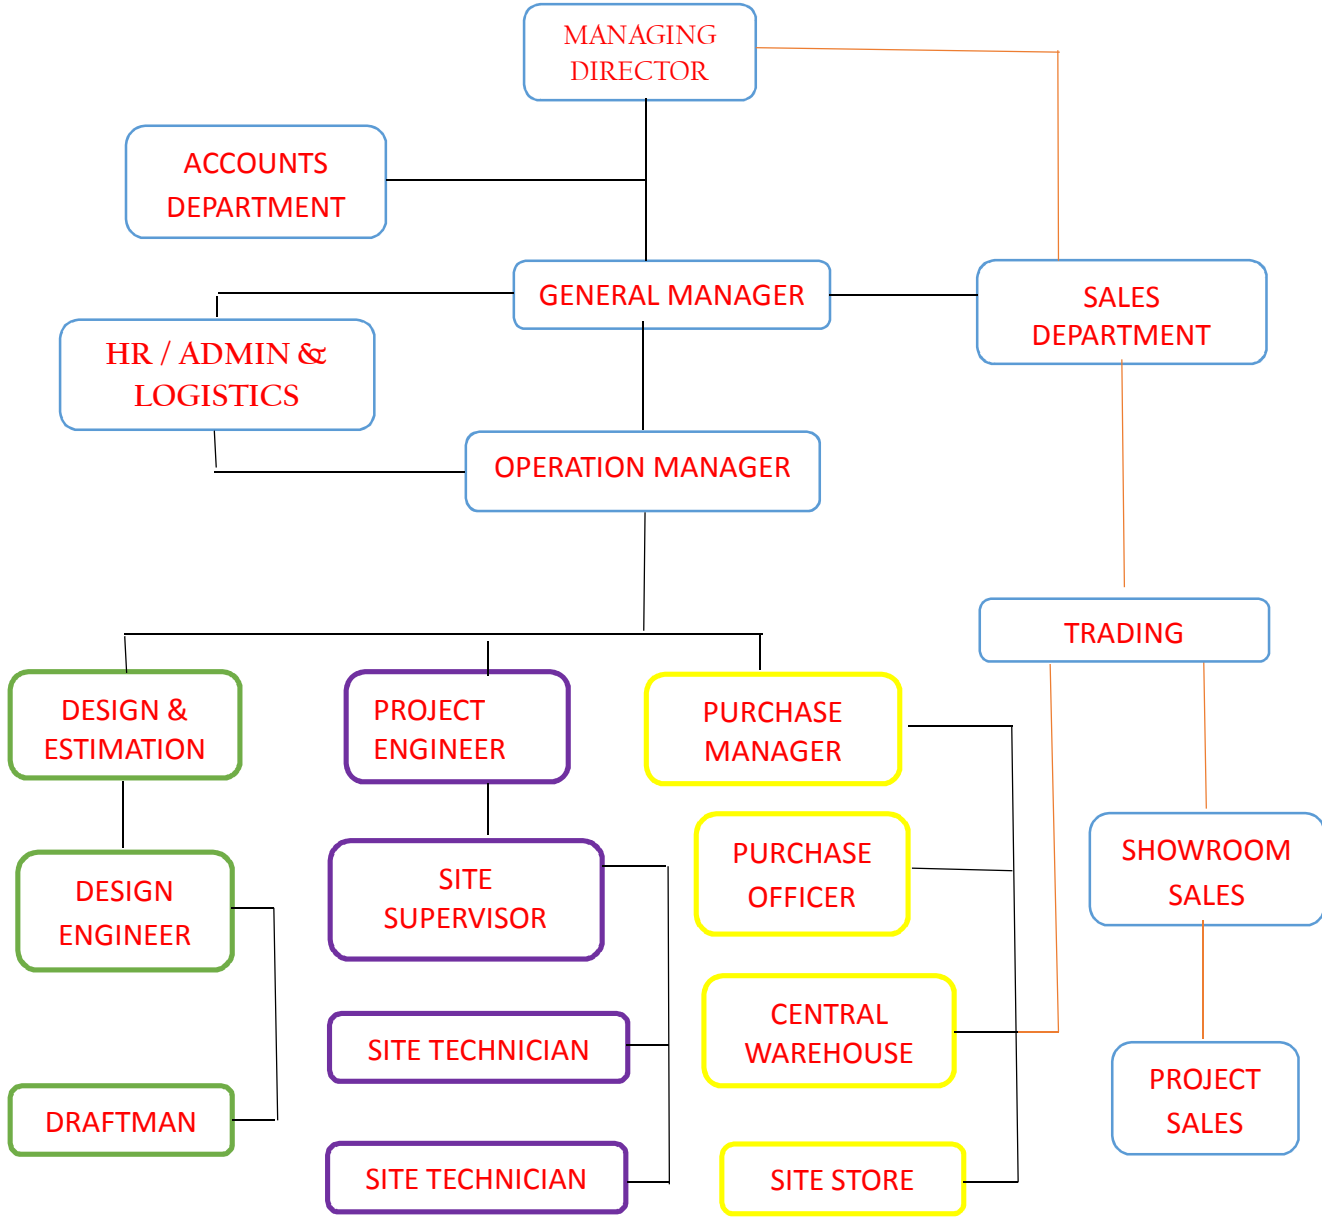 MANAGING
DIRECTOR
ACCOUNTS
DEPARTMENT
GENERAL MANAGER
SALES
DEPARTMENT
HR / ADMIN &
LOGISTICS
OPERATION MANAGER
TRADING
DESIGN &
ESTIMATION
PROJECT
ENGINEER
PURCHASE
MANAGER
DESIGN
ENGINEER
SITE
SUPERVISOR
PURCHASE
OFFICER
SHOWROOM
SALES
SITE TECHNICIAN
CENTRAL
WAREHOUSE
PROJECT
SALES
DRAFTMAN
SITE TECHNICIAN
SITE STORE